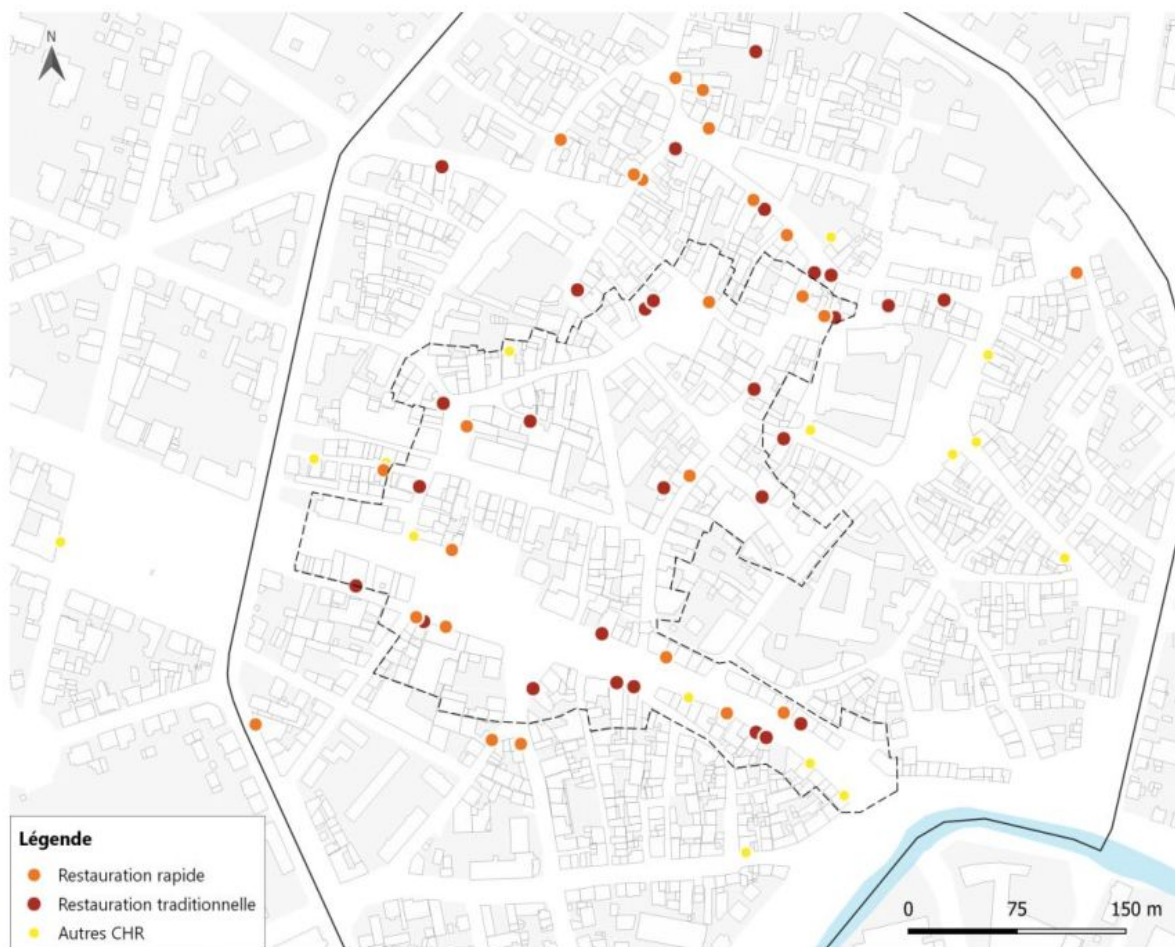 N
Légende
Restauration rapide
Restauration traditionnelle
Autres CHR
0 75 150 m